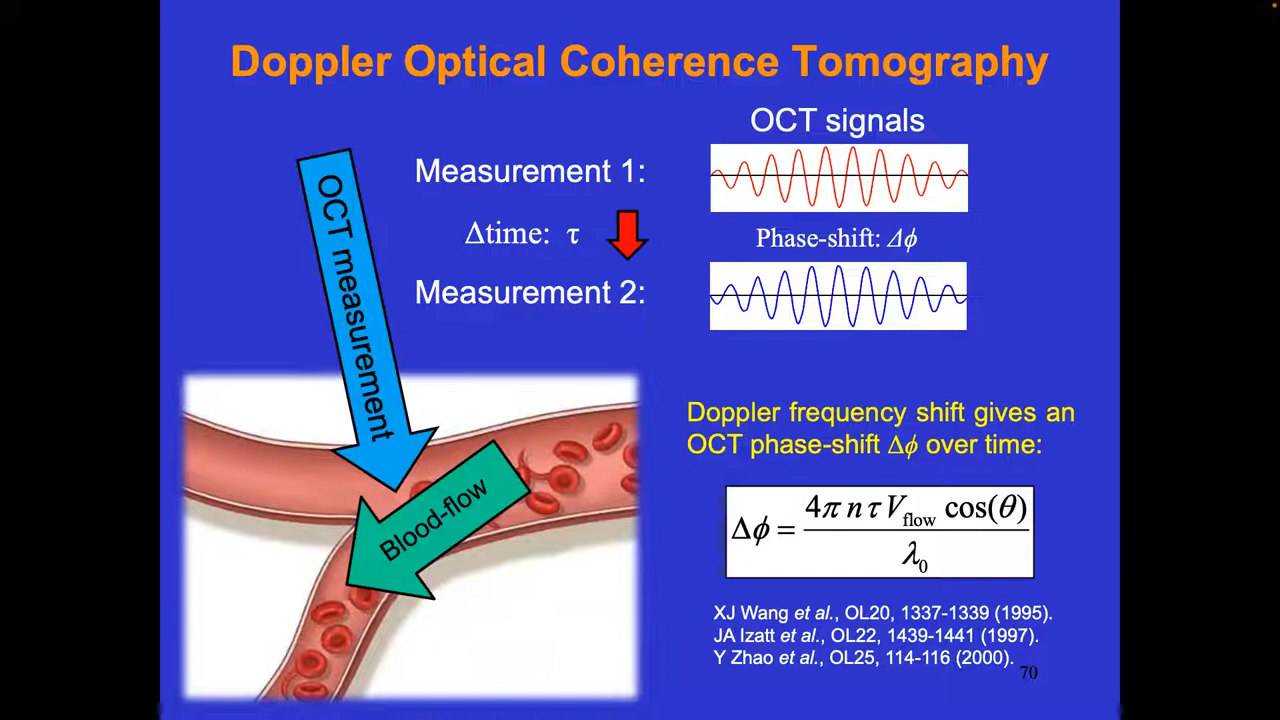 Doppler Optical Coherence Tomography
OCT signals
Measurement 1:
Δtime: τ
Phase-shift: Δϕ
Measurement 2:
OCT measurement
Blood-flow
Doppler frequency shift gives an
OCT phase-shift Δϕ over time:
Δϕ = 4π n τ V_flow cos(θ) / λ₀
XJ Wang et al., OL20, 1337-1339 (1995).
JA Izatt et al., OL22, 1439-1441 (1997).
Y Zhao et al., OL25, 114-116 (2000).
70